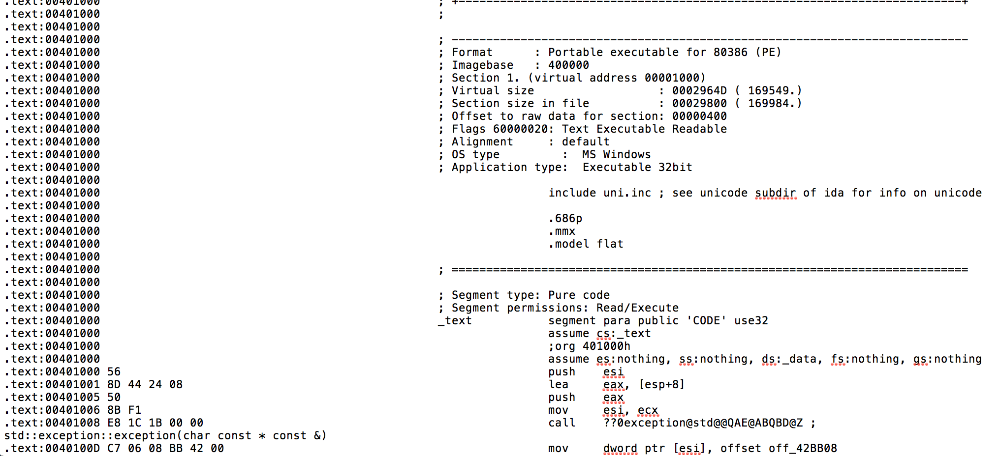 .text:00401000 ; +-------------------------------------------------------------------------+
.text:00401000 ;
.text:00401000
.text:00401000 ; ---------------------------------------------------------------------------
.text:00401000 ; Format : Portable executable for 80386 (PE)
.text:00401000 ; Imagebase : 400000
.text:00401000 ; Section 1. (virtual address 00001000)
.text:00401000 ; Virtual size : 0002964D ( 169549.)
.text:00401000 ; Section size in file : 00029800 ( 169984.)
.text:00401000 ; Offset to raw data for section: 00000400
.text:00401000 ; Flags 60000020: Text Executable Readable
.text:00401000 ; Alignment : default
.text:00401000 ; OS type : MS Windows
.text:00401000 ; Application type: Executable 32bit
.text:00401000
.text:00401000 include uni.inc ; see unicode subdir of ida for info on unicode
.text:00401000
.text:00401000 .686p
.text:00401000 .mmx
.text:00401000 .model flat
.text:00401000
.text:00401000 ; ===========================================================================
.text:00401000
.text:00401000 ; Segment type: Pure code
.text:00401000 ; Segment permissions: Read/Execute
.text:00401000 _text segment para public 'CODE' use32
.text:00401000 assume cs:_text
.text:00401000 ;org 401000h
.text:00401000 assume es:nothing, ss:nothing, ds:_data, fs:nothing, gs:nothing
.text:00401000 56 push esi
.text:00401001 8D 44 24 08 lea eax, [esp+8]
.text:00401005 50 push eax
.text:00401006 8B F1 mov esi, ecx
.text:00401008 E8 1C 1B 00 00 call ??0exception@std@@QAE@ABQBD@Z ;
std::exception::exception(char const * const &)
.text:0040100D C7 06 08 BB 42 00 mov dword ptr [esi], offset off_42BB08